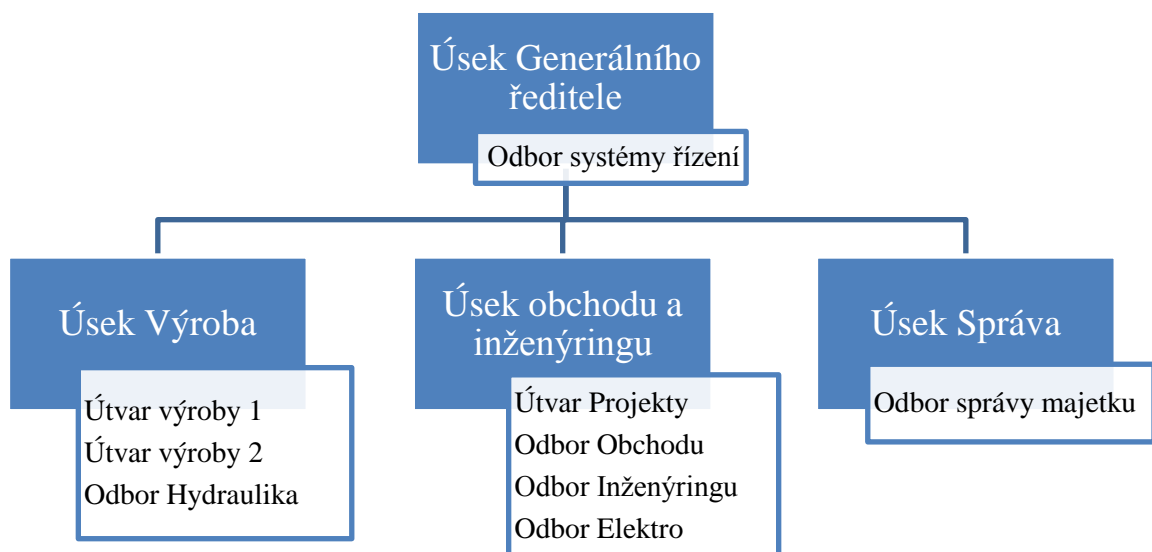 Úsek Generálního
ředitele
Odbor systémy řízení
Úsek Výroba
Útvar výroby 1
Útvar výroby 2
Odbor Hydraulika
Úsek obchodu a
inženýringu
Útvar Projekty
Odbor Obchodu
Odbor Inženýringu
Odbor Elektro
Úsek Správa
Odbor správy majetku